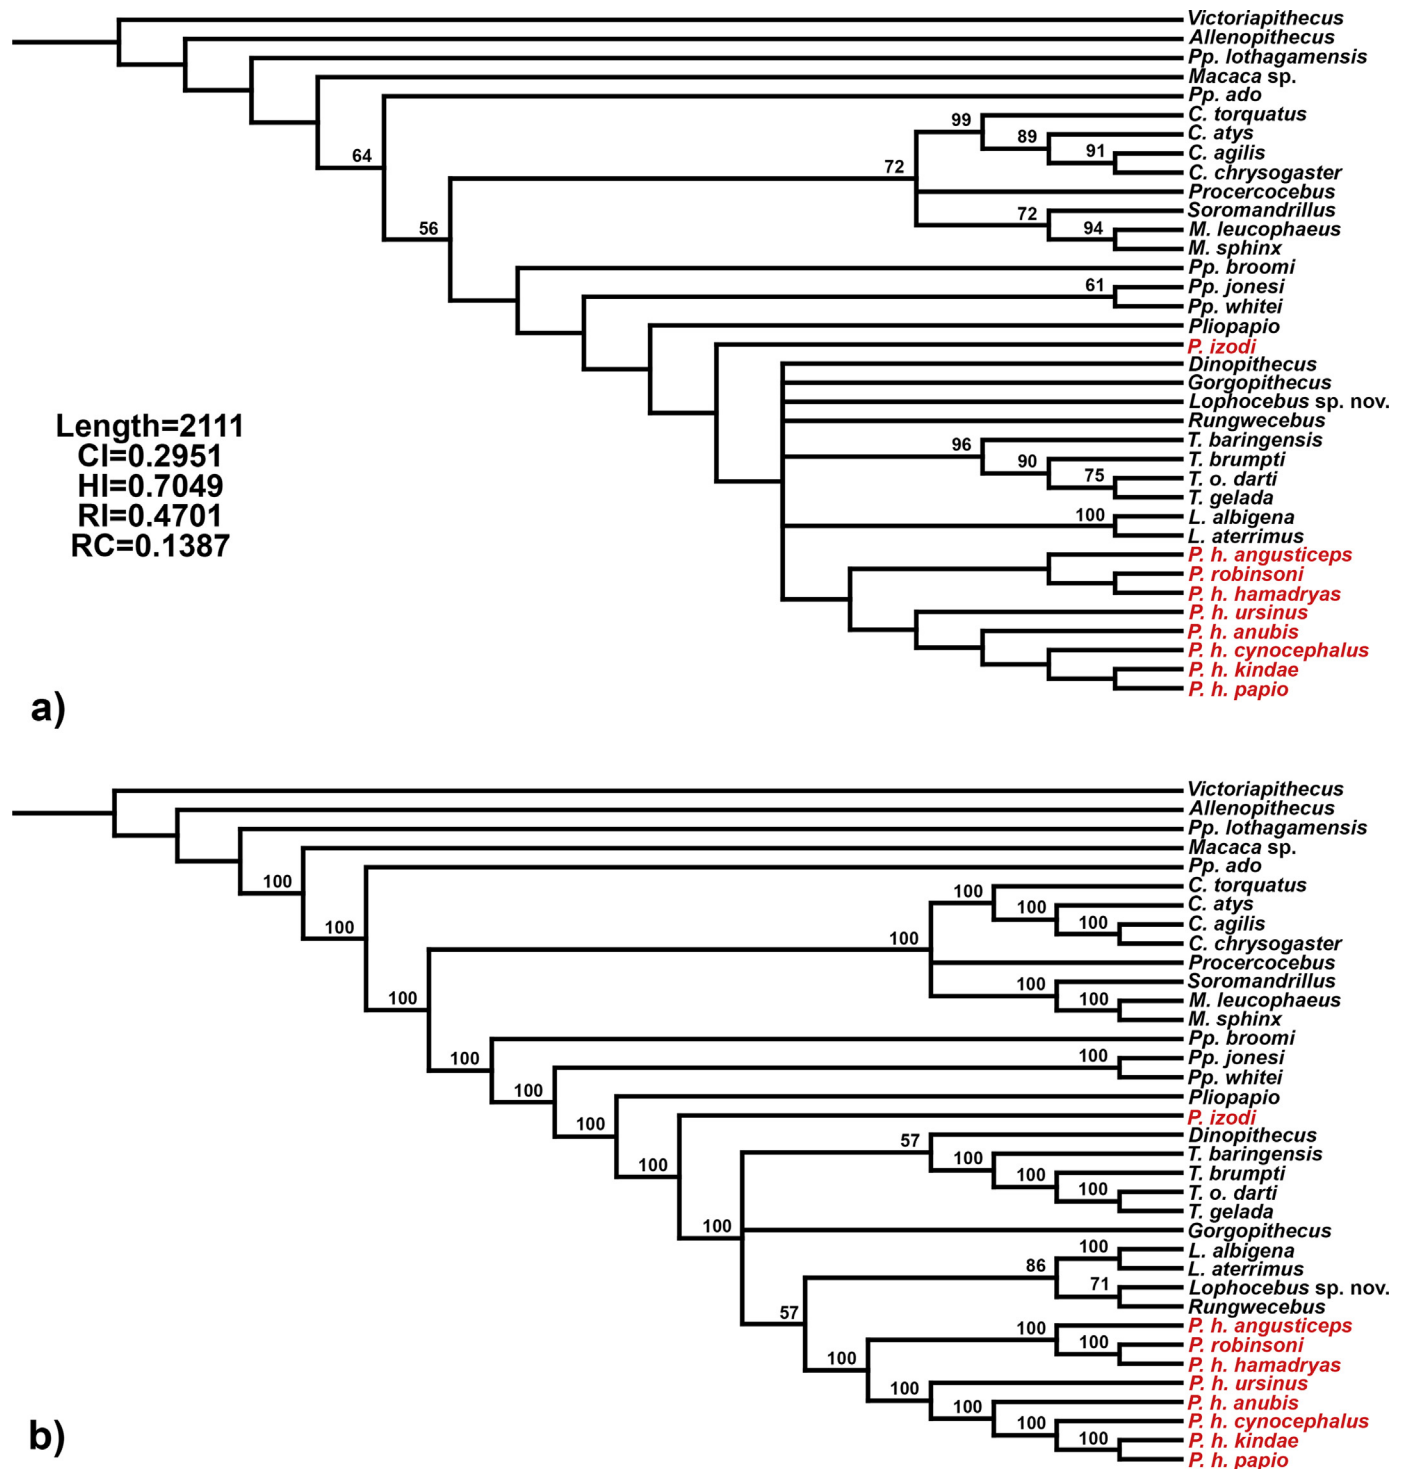 Victoriapithecus
Allenopithecus
Pp. lothagamensis
Macaca sp.
Pp. ado
64
C. torquatus
99
C. atys
89
C. agilis
91
C. chrysogaster
72
Procercocebus
Soromandrillus
72
M. leucophaeus
94
M. sphinx
56
Pp. broomi
Pp. jonesi
61
Pp. whitei
Pliopapio
P. izodi
Dinopithecus
Gorgopithecus
Lophocebus sp. nov.
Rungwecebus
T. baringensis
96
T. brumpti
90
T. o. darti
75
T. gelada
L. albigena
100
L. aterrimus
P. h. angusticeps
P. robinsoni
P. h. hamadryas
P. h. ursinus
P. h. anubis
P. h. cynocephalus
P. h. kindae
P. h. papio
Length=2111
CI=0.2951
HI=0.7049
RI=0.4701
RC=0.1387
a)
Victoriapithecus
Allenopithecus
Pp. lothagamensis
100
Macaca sp.
100
Pp. ado
100
C. torquatus
100
C. atys
100
C. agilis
100
C. chrysogaster
100
Procercocebus
Soromandrillus
100
M. leucophaeus
100
M. sphinx
100
Pp. broomi
100
Pp. jonesi
100
Pp. whitei
100
Pliopapio
100
P. izodi
100
Dinopithecus
57
T. baringensis
100
T. brumpti
100
T. o. darti
100
T. gelada
Gorgopithecus
L. albigena
100
L. aterrimus
86
Lophocebus sp. nov.
71
Rungwecebus
57
P. h. angusticeps
100
P. robinsoni
100
P. h. hamadryas
100
P. h. ursinus
100
P. h. anubis
100
P. h. cynocephalus
100
P. h. kindae
100
P. h. papio
b)